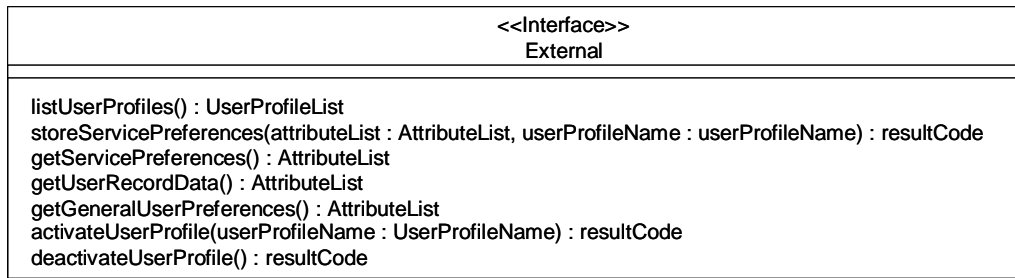 <<Interface>>
External
listUserProfiles() : UserProfileList
storeServicePreferences(attributeList : AttributeList, userProfileName : userProfileName) : resultCode
getServicePreferences() : AttributeList
getUserRecordData() : AttributeList
getGeneralUserPreferences() : AttributeList
activateUserProfile(userProfileName : UserProfileName) : resultCode
deactivateUserProfile() : resultCode